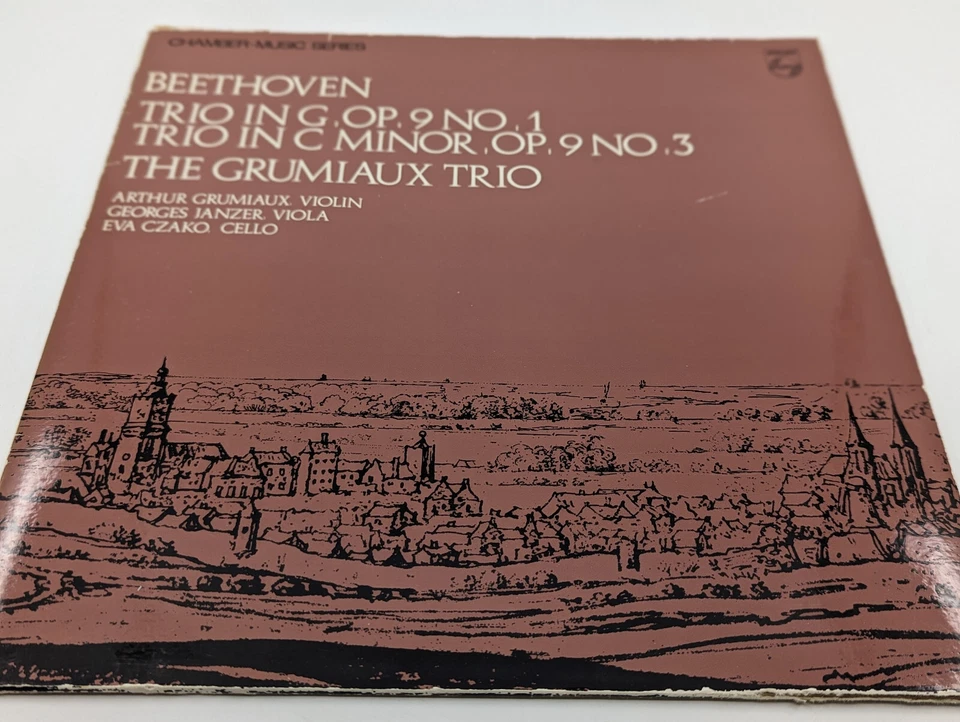 CHAMBER-MUSIC SERIES
PHILIPS
BEETHOVEN
TRIO IN G, OP. 9 NO. 1
TRIO IN C MINOR, OP. 9 NO. 3
THE GRUMIAUX TRIO
ARTHUR GRUMIAUX, VIOLIN
GEORGES JANZER, VIOLA
EVA CZAKO, CELLO